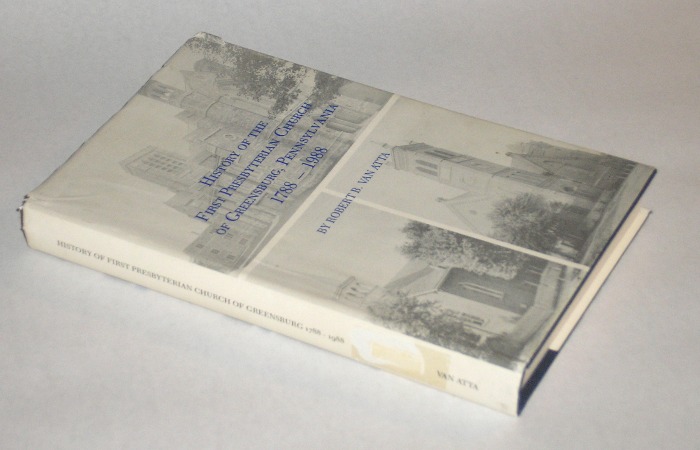 HISTORY OF THE
FIRST PRESBYTERIAN CHURCH
OF GREENSBURG, PENNSYLVANIA
1788 – 1988
BY ROBERT B. VAN ATTA
HISTORY OF FIRST PRESBYTERIAN CHURCH OF GREENSBURG 1788 - 1988
VAN ATTA